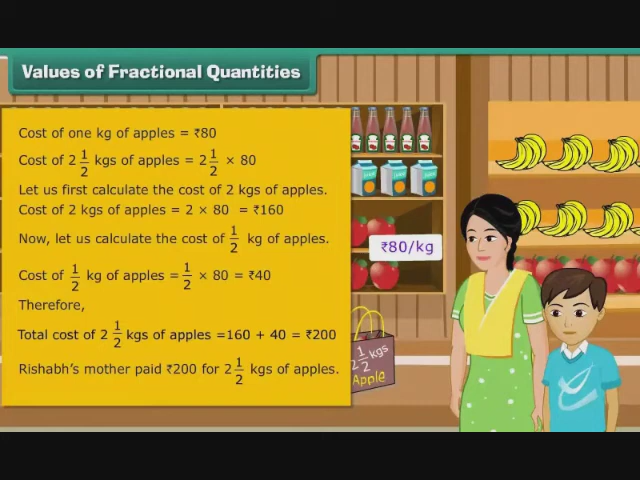 Values of Fractional Quantities
Cost of one kg of apples = ₹80
Cost of 2 1/2 kgs of apples = 2 1/2 × 80
Let us first calculate the cost of 2 kgs of apples.
Cost of 2 kgs of apples = 2 × 80 = ₹160
Now, let us calculate the cost of 1/2 kg of apples.
Cost of 1/2 kg of apples = 1/2 × 80 = ₹40
Therefore,
Total cost of 2 1/2 kgs of apples =160 + 40 = ₹200
Rishabh's mother paid ₹200 for 2 1/2 kgs of apples.
₹80/kg
2 1/2 kgs
Apple